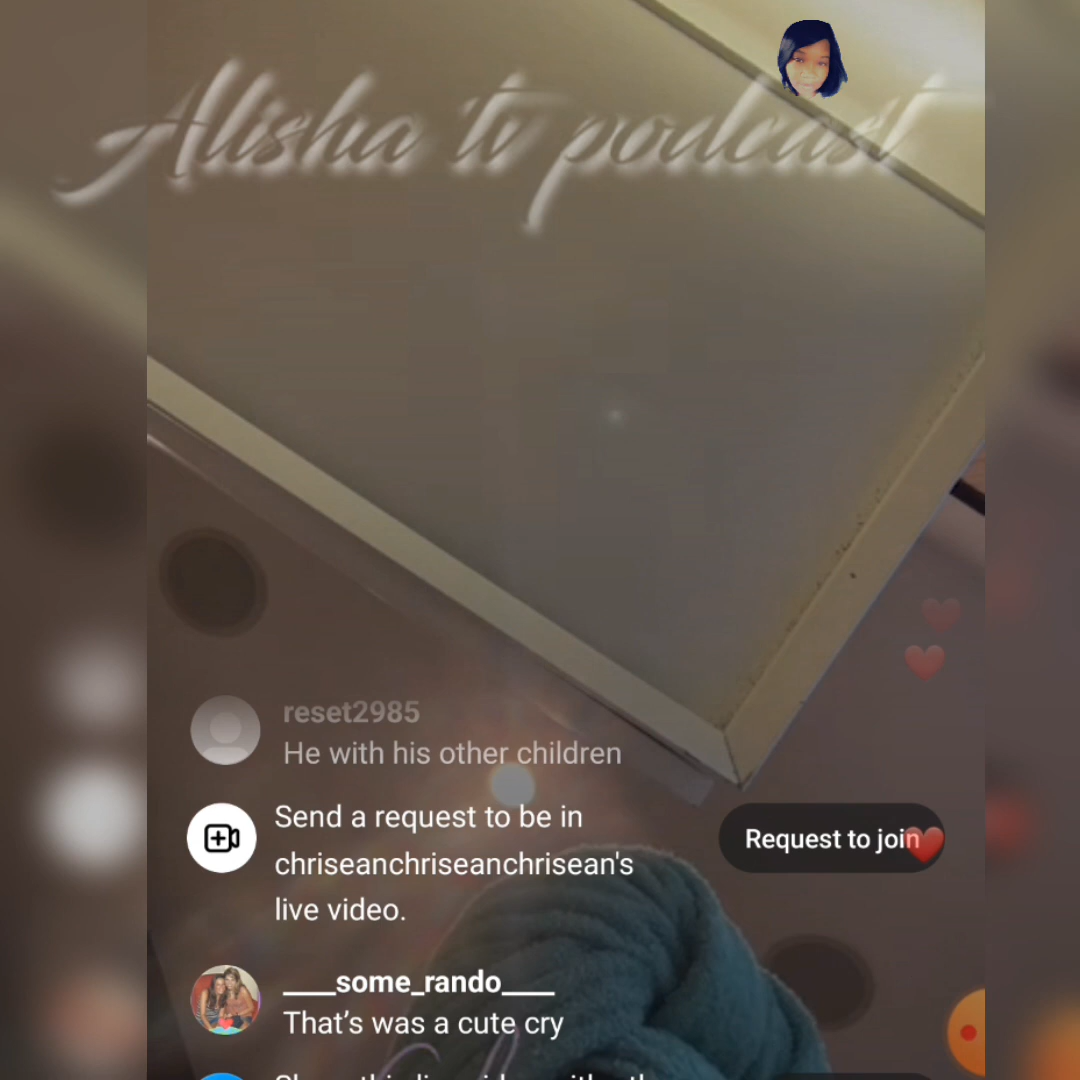 Alisha tv podcast
reset2985
He with his other children
Send a request to be in
chriseanchriseanchrisean's
live video.
Request to join
____some_rando____
That’s was a cute cry